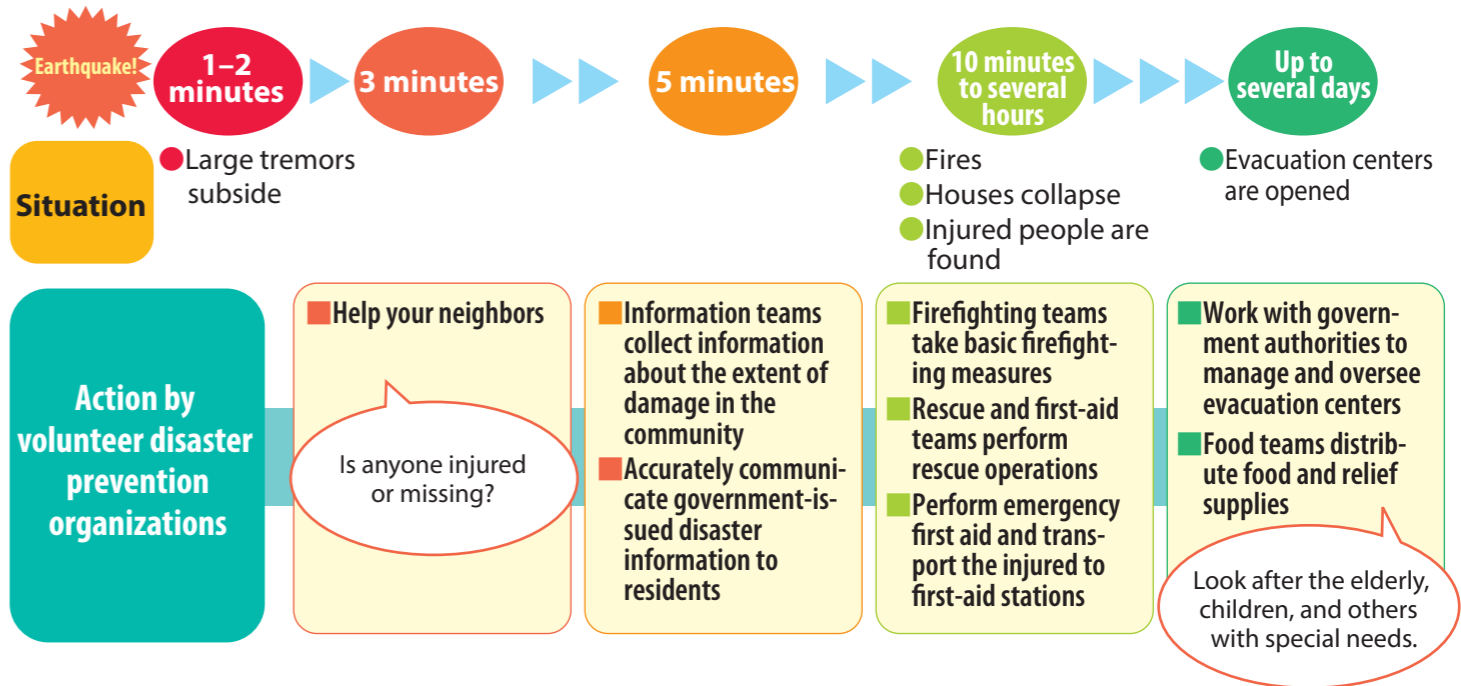 Earthquake!
1–2
minutes
3 minutes
5 minutes
10 minutes
to several
hours
Up to
several days
Situation
Large tremors
subside
Fires
Houses collapse
Injured people are
found
Evacuation centers
are opened
Action by
volunteer disaster
prevention
organizations
Help your neighbors
Is anyone injured
or missing?
Information teams
collect information
about the extent of
damage in the
community
Accurately communi-
cate government-is-
sued disaster
information to
residents
Firefighting teams
take basic firefight-
ing measures
Rescue and first-aid
teams perform
rescue operations
Perform emergency
first aid and trans-
port the injured to
first-aid stations
Work with govern-
ment authorities to
manage and oversee
evacuation centers
Food teams distrib-
ute food and relief
supplies
Look after the elderly,
children, and others
with special needs.